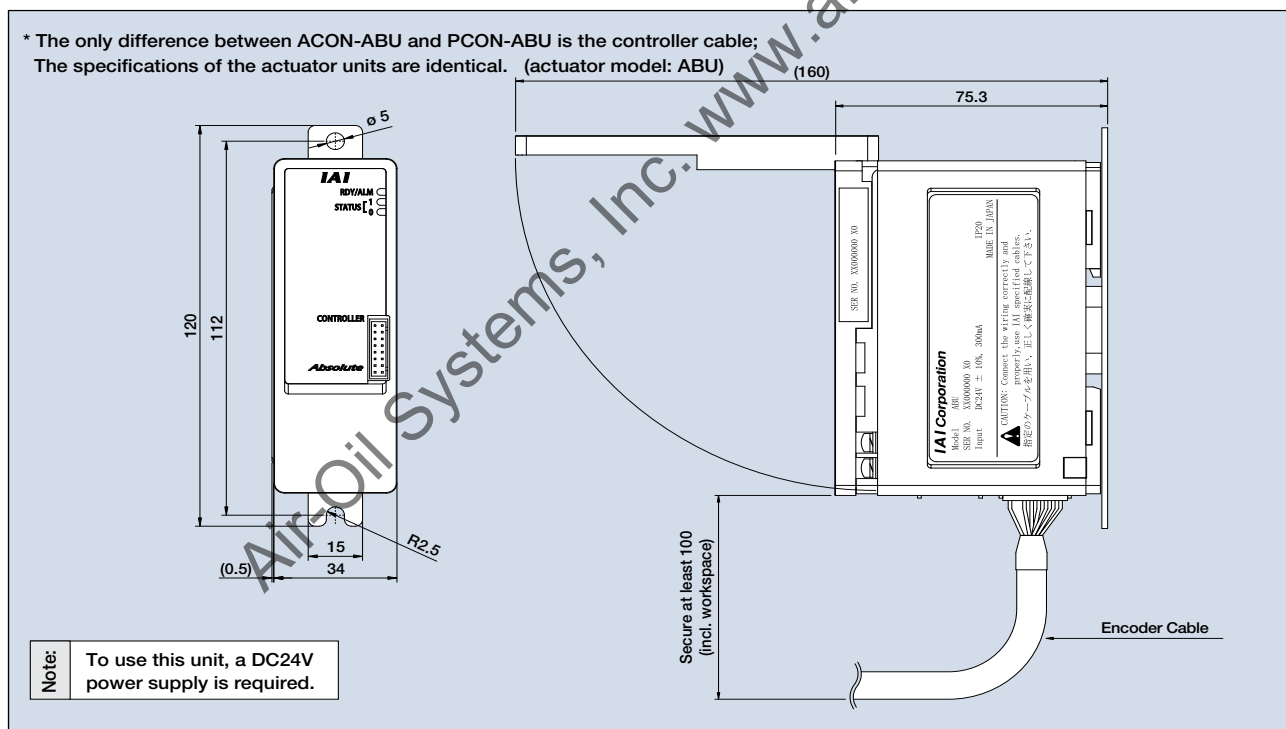 * The only difference between ACON-ABU and PCON-ABU is the controller cable;
The specifications of the actuator units are identical. (actuator model: ABU)
(160)
75.3
ø 5
120
112
IAI
RDY/ALM
STATUS [ 1
0
CONTROLLER
Absolute
15
R2.5
(0.5)
34
SER NO. XX000000 X0
IAI Corporation
Model ABU
SER NO. XX000000 X0
Input DC24V ± 10%, 300mA
IP20
MADE IN JAPAN
CAUTION: Connect the wiring correctly and
properly, use IAI specified cables.
指定のケーブルを用い、正しく確実に配線して下さい。
Secure at least 100
(incl. workspace)
Encoder Cable
Note:
To use this unit, a DC24V
power supply is required.
Air-Oil Systems, Inc. www.a